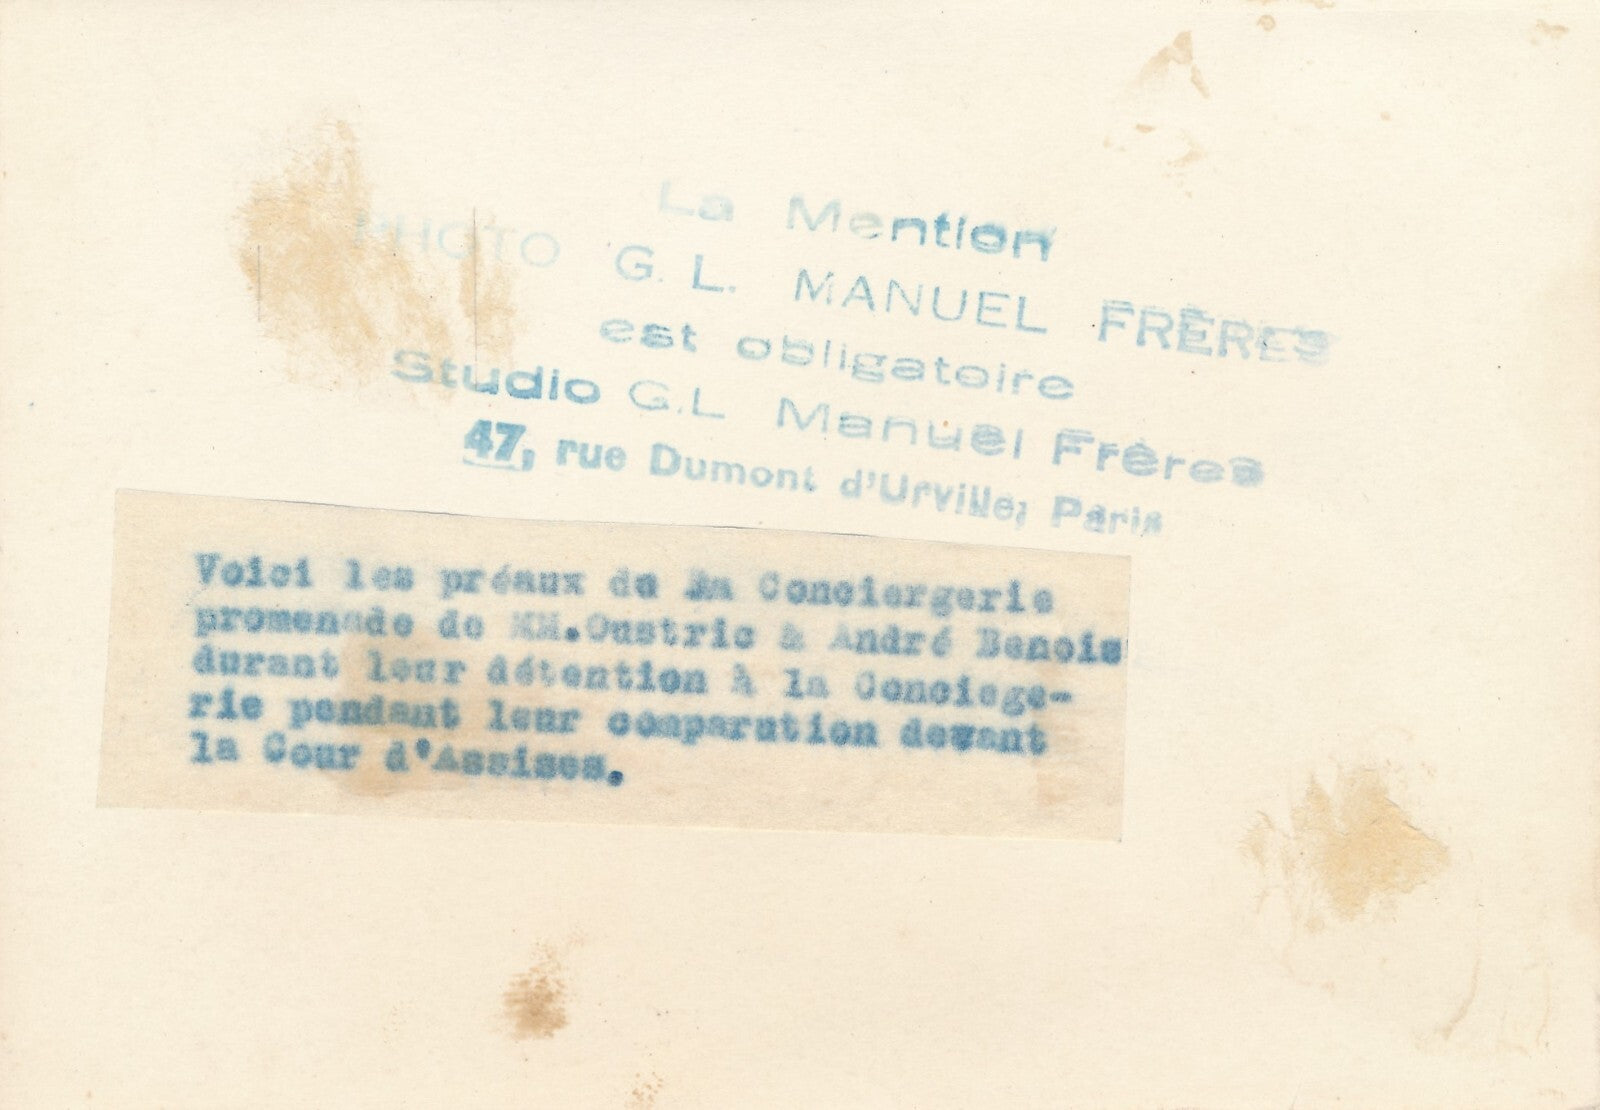 La Mention
PHOTO G. L. MANUEL FRÈRES
est obligatoire
Studio G.L Manuel Frères
47, rue Dumont d'Urville, Paris
Voici les préaux de la Conciergerie
promenade de MM.Oustric & André Benois
durant leur détention à la Conciege-
rie pendant leur comparution devant
la Cour d'Assises.